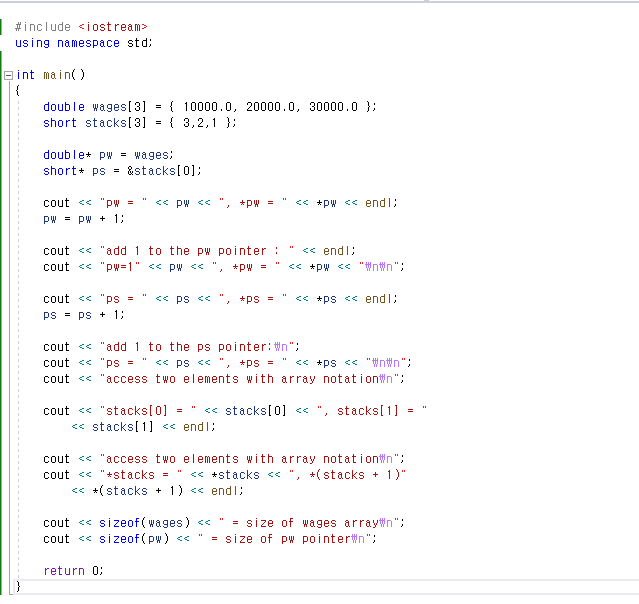 #include <iostream>
using namespace std;
int main()
{
double wages[3] = { 10000.0, 20000.0, 30000.0 };
short stacks[3] = { 3,2,1 };
double* pw = wages;
short* ps = &stacks[0];
cout << "pw = " << pw << ", *pw = " << *pw << endl;
pw = pw + 1;
cout << "add 1 to the pw pointer : " << endl;
cout << "pw=1" << pw << ", *pw = " << *pw << "₩n₩n";
cout << "ps = " << ps << ", *ps = " << *ps << endl;
ps = ps + 1;
cout << "add 1 to the ps pointer:₩n";
cout << "ps = " << ps << ", *ps = " << *ps << "₩n₩n";
cout << "access two elements with array notation₩n";
cout << "stacks[0] = " << stacks[0] << ", stacks[1] = "
<< stacks[1] << endl;
cout << "access two elements with array notation₩n";
cout << "*stacks = " << *stacks << ", *(stacks + 1)"
<< *(stacks + 1) << endl;
cout << sizeof(wages) << " = size of wages array₩n";
cout << sizeof(pw) << " = size of pw pointer₩n";
return 0;
}